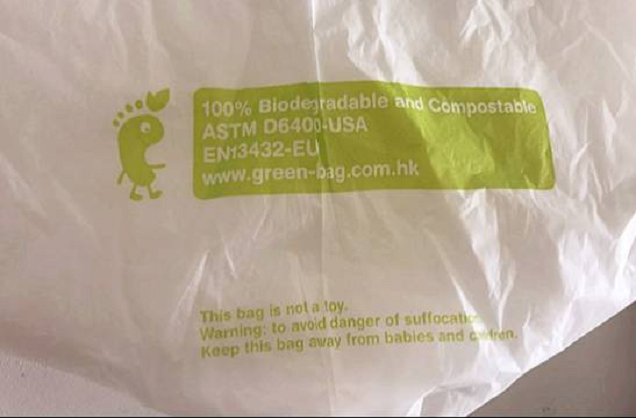 100% Biodegradable and Compostable
ASTM D6400-USA
EN13432-EU
www.green-bag.com.hk
This bag is not a toy.
Warning: to avoid danger of suffocation
Keep this bag away from babies and children.